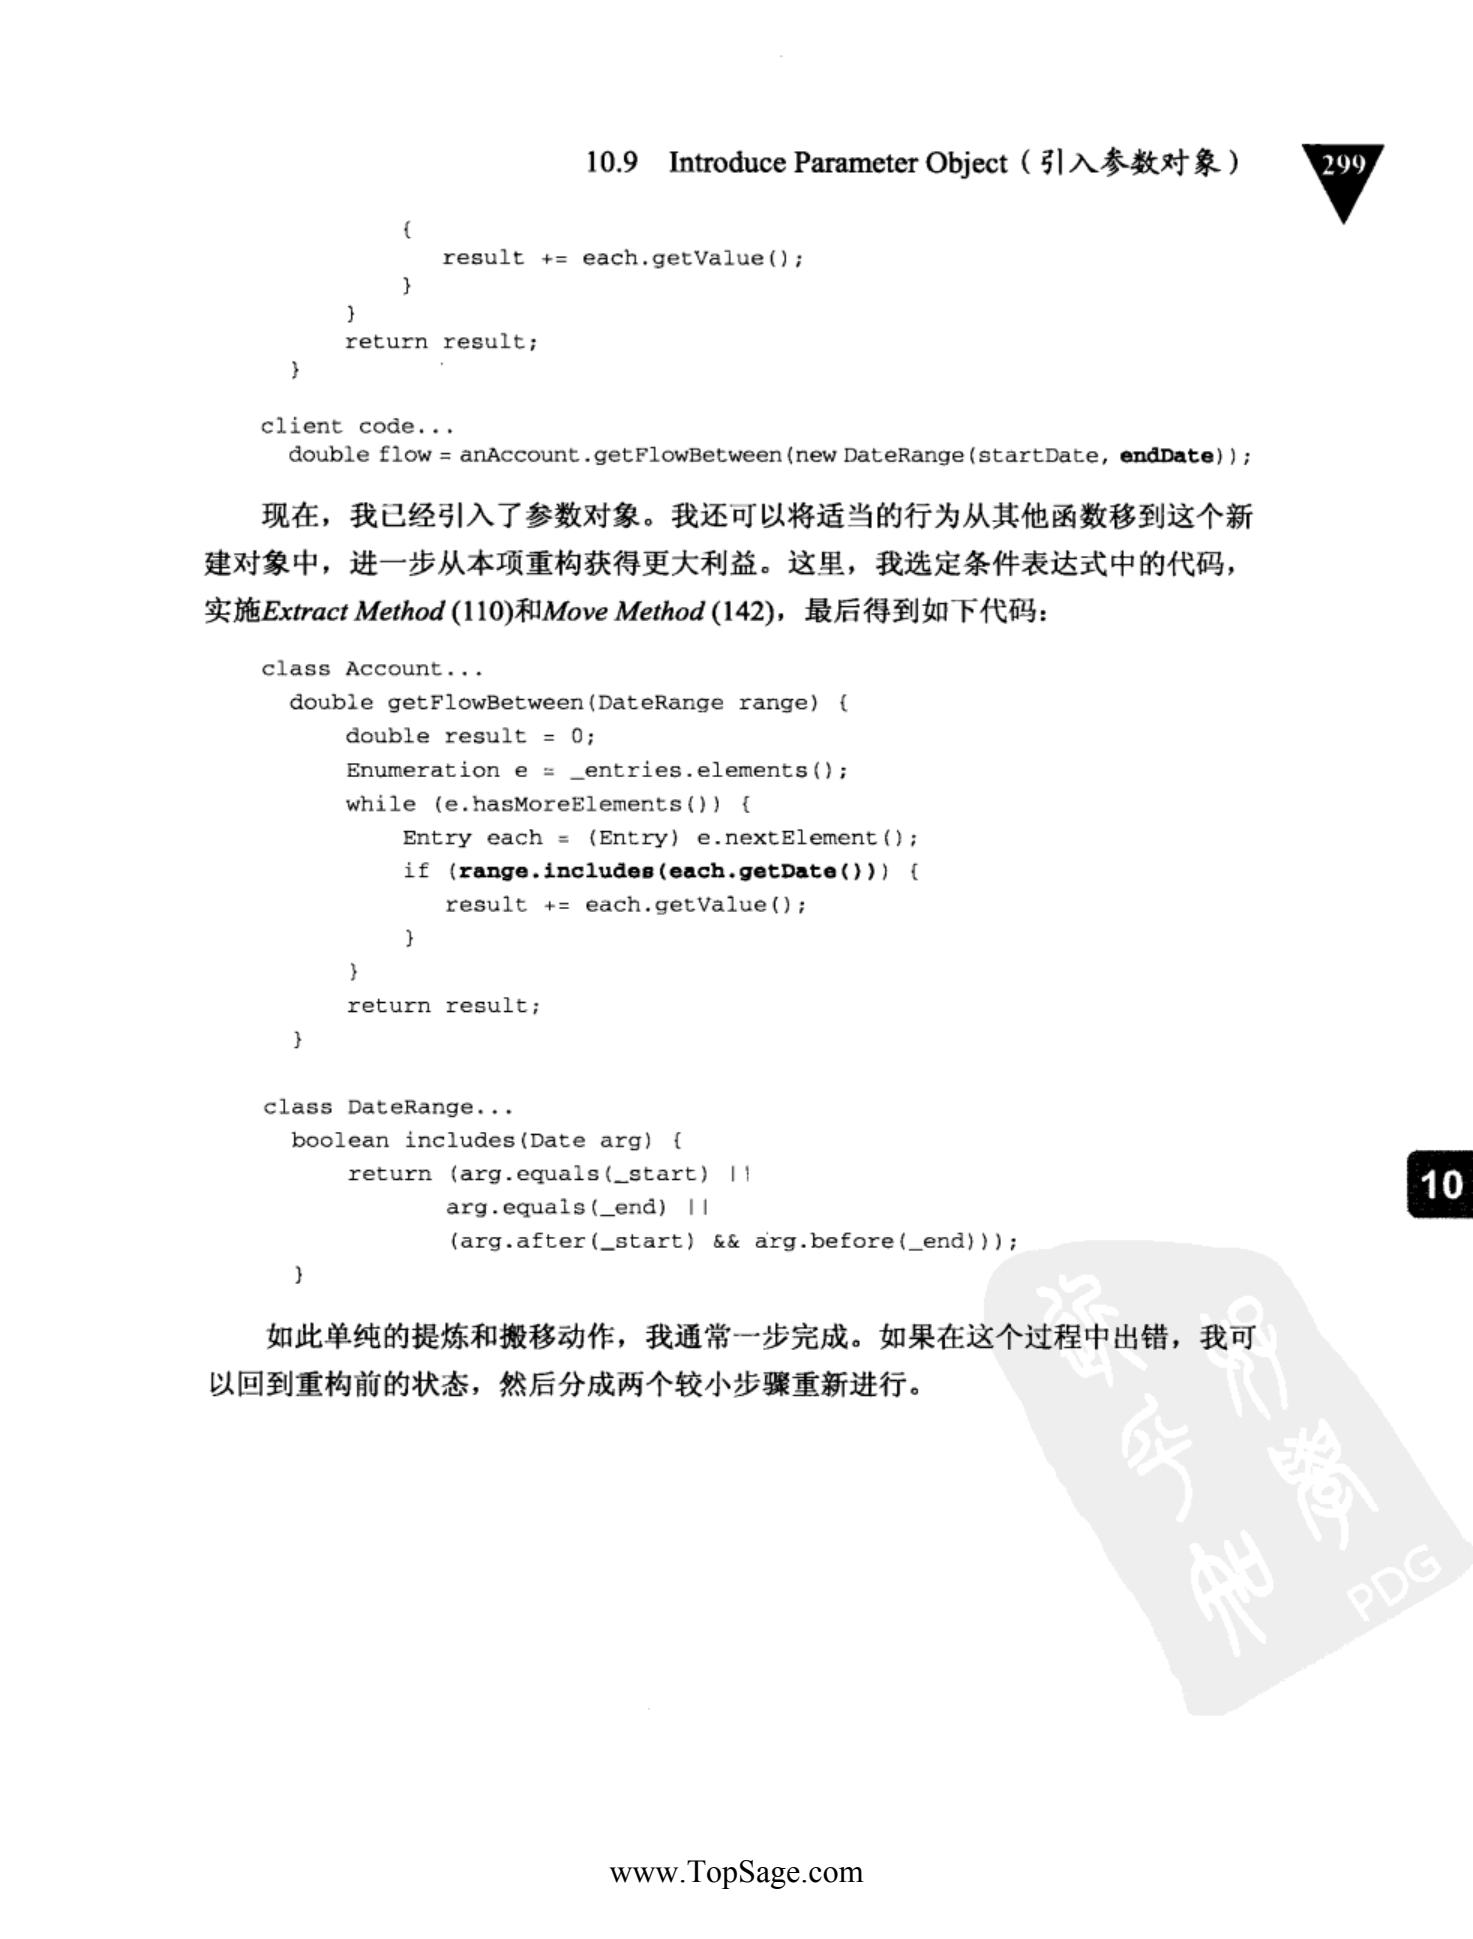 10.9 Introduce Parameter Object（引入参数对象）
299
{
result += each.getValue();
}
}
return result;
}
client code...
double flow = anAccount.getFlowBetween(new DateRange(startDate, endDate));
现在，我已经引入了参数对象。我还可以将适当的行为从其他函数移到这个新
建对象中，进一步从本项重构获得更大利益。这里，我选定条件表达式中的代码，
实施Extract Method (110)和Move Method (142)，最后得到如下代码：
class Account...
double getFlowBetween(DateRange range) {
double result = 0;
Enumeration e = _entries.elements();
while (e.hasMoreElements()) {
Entry each = (Entry) e.nextElement();
if (range.includes(each.getDate())) {
result += each.getValue();
}
}
return result;
}
class DateRange...
boolean includes(Date arg) {
return (arg.equals(_start) ||
arg.equals(_end) ||
(arg.after(_start) && arg.before(_end)));
}
10
如此单纯的提炼和搬移动作，我通常一步完成。如果在这个过程中出错，我可
以回到重构前的状态，然后分成两个较小步骤重新进行。
PDG
www.TopSage.com